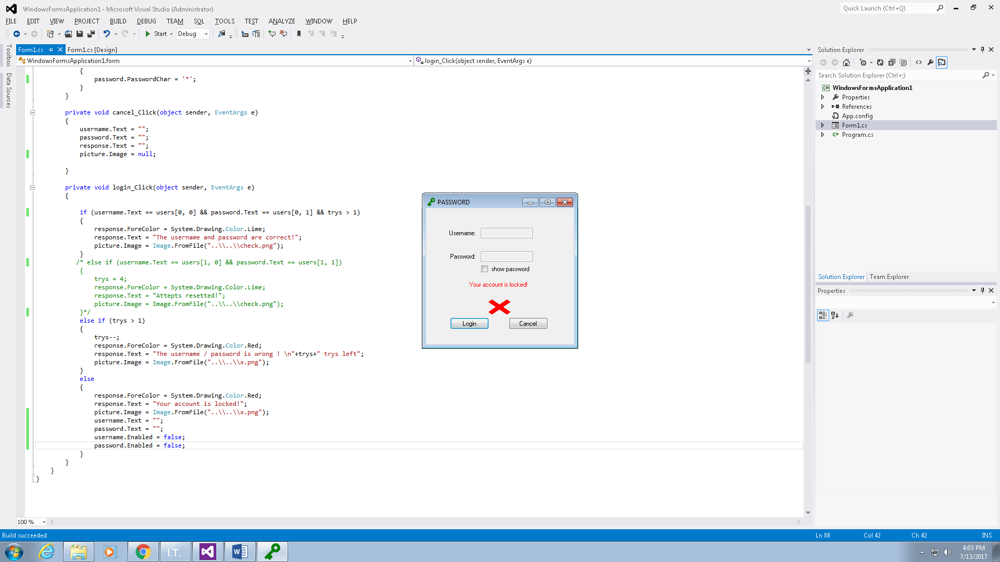 WindowsFormsApplication1 - Microsoft Visual Studio (Administrator)
Quick Launch (Ctrl+Q)
FILE EDIT VIEW PROJECT BUILD DEBUG TEAM SQL TOOLS TEST ANALYZE WINDOW HELP
Start Debug
Toolbox
Data Sources
Form1.cs Form1.cs [Design]
WindowsFormsApplication1.form login_Click(object sender, EventArgs e)
{
password.PasswordChar = '*';
}
}
private void cancel_Click(object sender, EventArgs e)
{
username.Text = "";
password.Text = "";
response.Text = "";
picture.Image = null;
}
private void login_Click(object sender, EventArgs e)
{
if (username.Text == users[0, 0] && password.Text == users[0, 1] && trys > 1)
{
response.ForeColor = System.Drawing.Color.Lime;
response.Text = "The username and password are correct!";
picture.Image = Image.FromFile("..\\..\\check.png");
}
/* else if (username.Text == users[1, 0] && password.Text == users[1, 1])
{
trys = 4;
response.ForeColor = System.Drawing.Color.Lime;
response.Text = "Attepts resetted!";
picture.Image = Image.FromFile("..\\..\\check.png");
}*/
else if (trys > 1)
{
trys--;
response.ForeColor = System.Drawing.Color.Red;
response.Text = "The username / password is wrong ! \n"+trys+" trys left";
picture.Image = Image.FromFile("..\\..\\x.png");
}
else
{
response.ForeColor = System.Drawing.Color.Red;
response.Text = "Your account is locked!";
picture.Image = Image.FromFile("..\\..\\x.png");
username.Text = "";
password.Text = "";
username.Enabled = false;
password.Enabled = false;
}
}
}
}
100 %
PASSWORD
Username:
Password:
show password
Your account is locked!
Login Cancel
Solution Explorer
Search Solution Explorer (Ctrl+;)
WindowsFormsApplication1
Properties
References
App.config
Form1.cs
Program.cs
Solution Explorer Team Explorer
Properties
Build succeeded Ln 88 Col 42 Ch 42 INS
I.T.
4:03 PM
7/13/2017